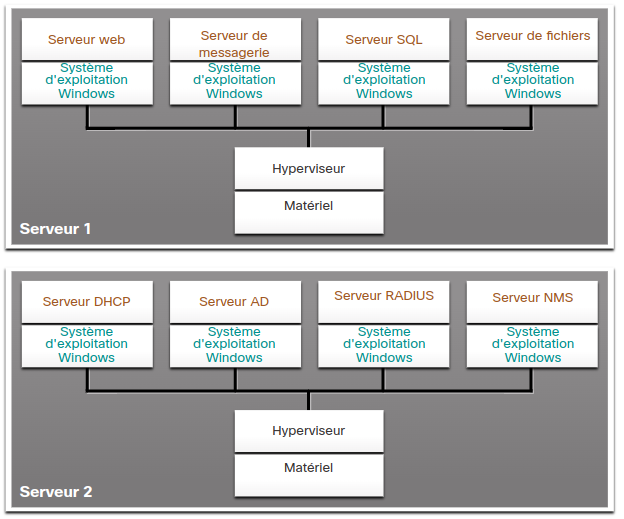 Serveur web
Système
d'exploitation
Windows
Serveur de
messagerie
Système
d'exploitation
Windows
Serveur SQL
Système
d'exploitation
Windows
Serveur de fichiers
Système
d'exploitation
Windows
Hyperviseur
Matériel
Serveur 1
Serveur DHCP
Système
d'exploitation
Windows
Serveur AD
Système
d'exploitation
Windows
Serveur RADIUS
Système
d'exploitation
Windows
Serveur NMS
Système
d'exploitation
Windows
Hyperviseur
Matériel
Serveur 2